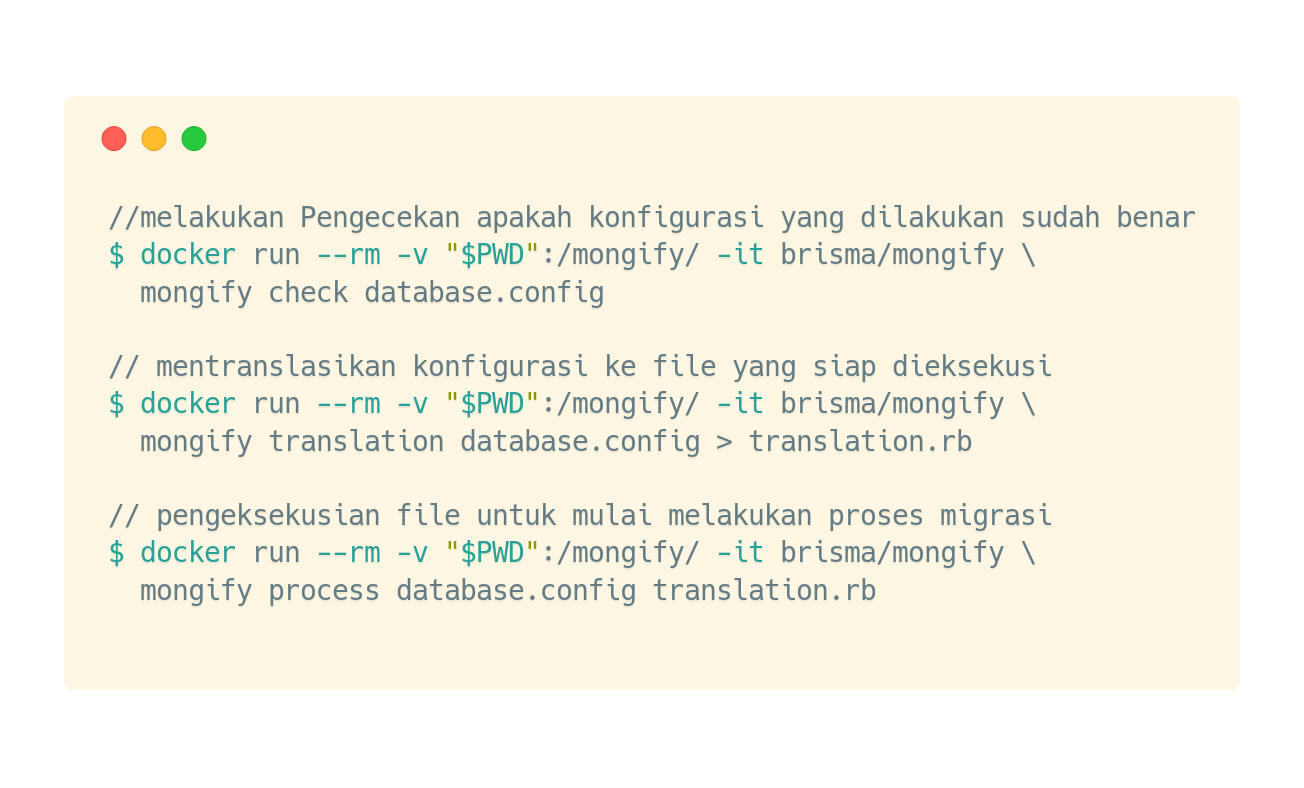 //melakukan Pengecekan apakah konfigurasi yang dilakukan sudah benar
$ docker run --rm -v "$PWD":/mongify/ -it brisma/mongify \
  mongify check database.config
// mentranslasikan konfigurasi ke file yang siap dieksekusi
$ docker run --rm -v "$PWD":/mongify/ -it brisma/mongify \
  mongify translation database.config > translation.rb
// pengeksekusian file untuk mulai melakukan proses migrasi
$ docker run --rm -v "$PWD":/mongify/ -it brisma/mongify \
  mongify process database.config translation.rb